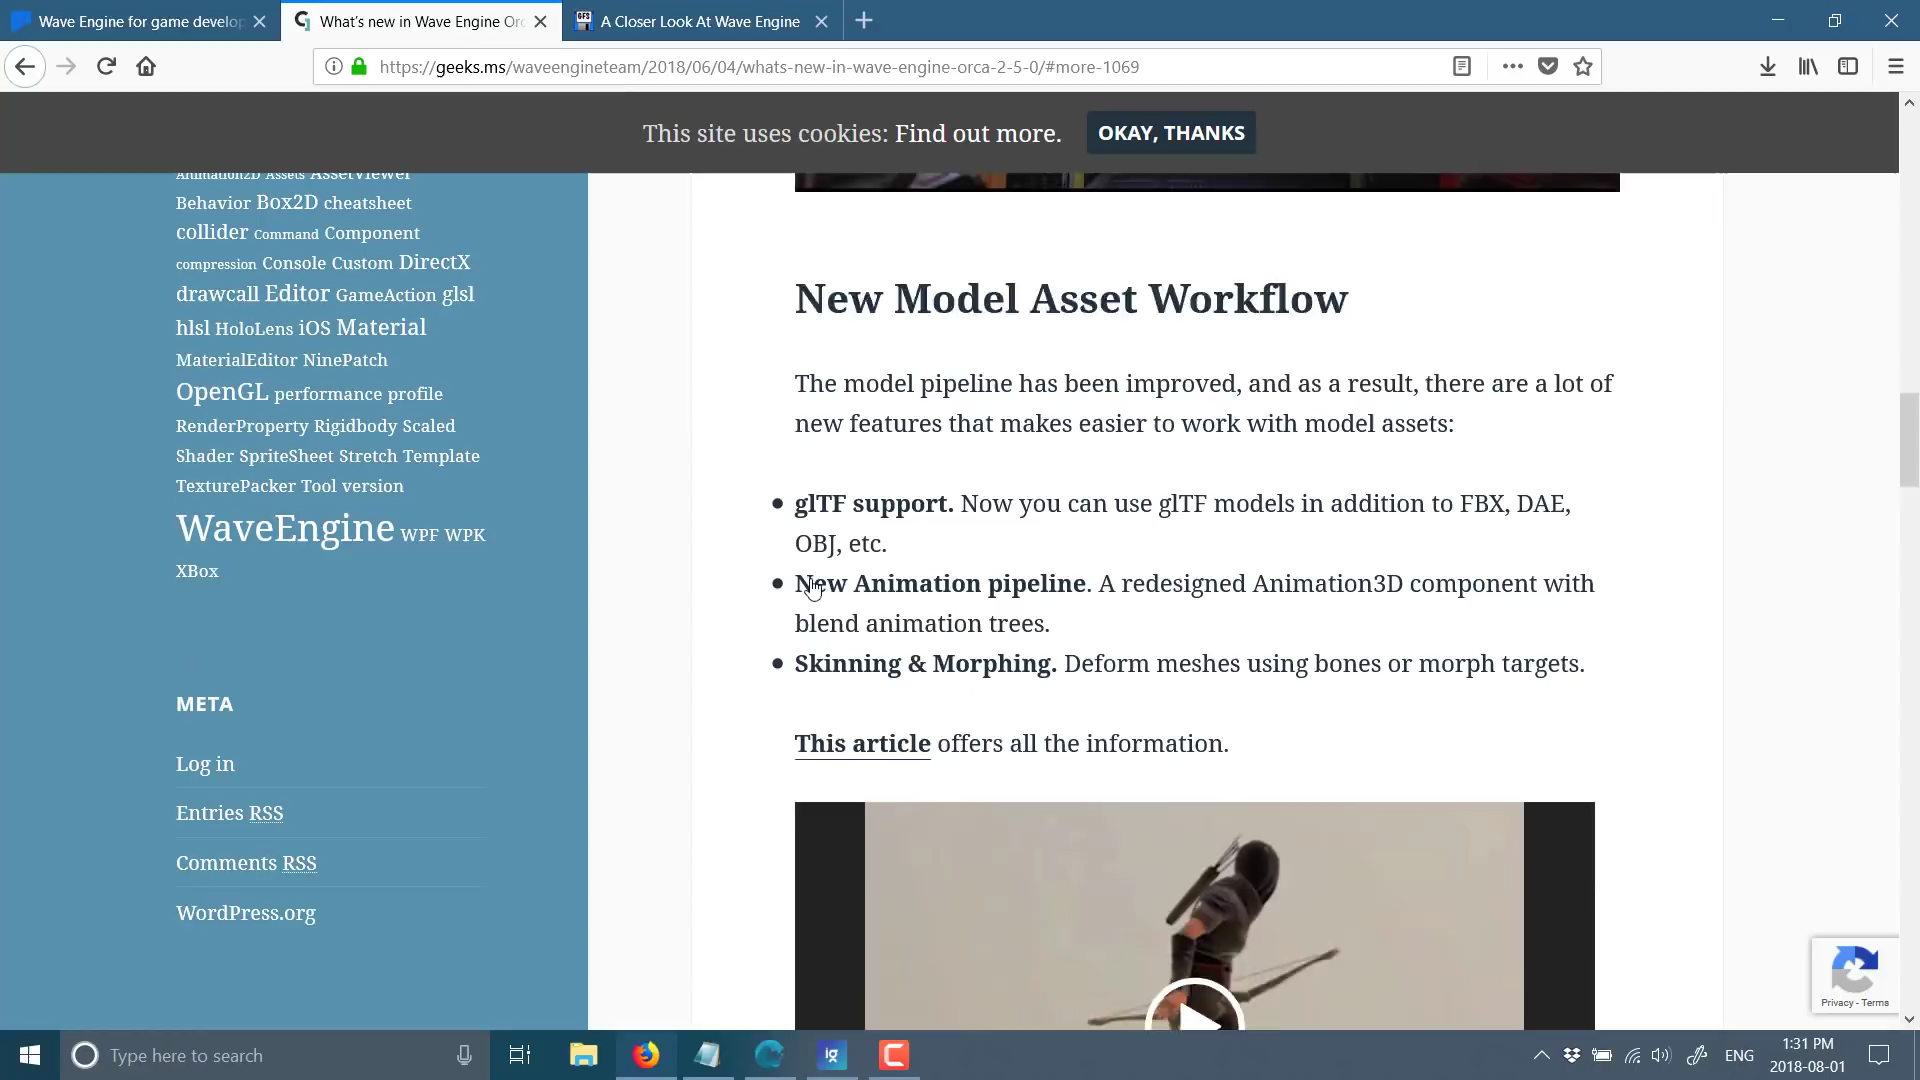 Wave Engine for game develop
What's new in Wave Engine Orc
A Closer Look At Wave Engine
https://geeks.ms/waveengineteam/2018/06/04/whats-new-in-wave-engine-orca-2-5-0/#more-1069
This site uses cookies: Find out more.
OKAY, THANKS
Animation2D Assets AssetViewer
Behavior Box2D cheatsheet
collider Command Component
compression Console Custom DirectX
drawcall Editor GameAction glsl
hlsl HoloLens iOS Material
MaterialEditor NinePatch
OpenGL performance profile
RenderProperty Rigidbody Scaled
Shader SpriteSheet Stretch Template
TexturePacker Tool version
WaveEngine WPF WPK
XBox
META
Log in
Entries RSS
Comments RSS
WordPress.org
New Model Asset Workflow
The model pipeline has been improved, and as a result, there are a lot of
new features that makes easier to work with model assets:
glTF support. Now you can use glTF models in addition to FBX, DAE,
OBJ, etc.
New Animation pipeline. A redesigned Animation3D component with
blend animation trees.
Skinning & Morphing. Deform meshes using bones or morph targets.
This article offers all the information.
Privacy - Terms
Type here to search
ig
ENG
1:31 PM
2018-08-01